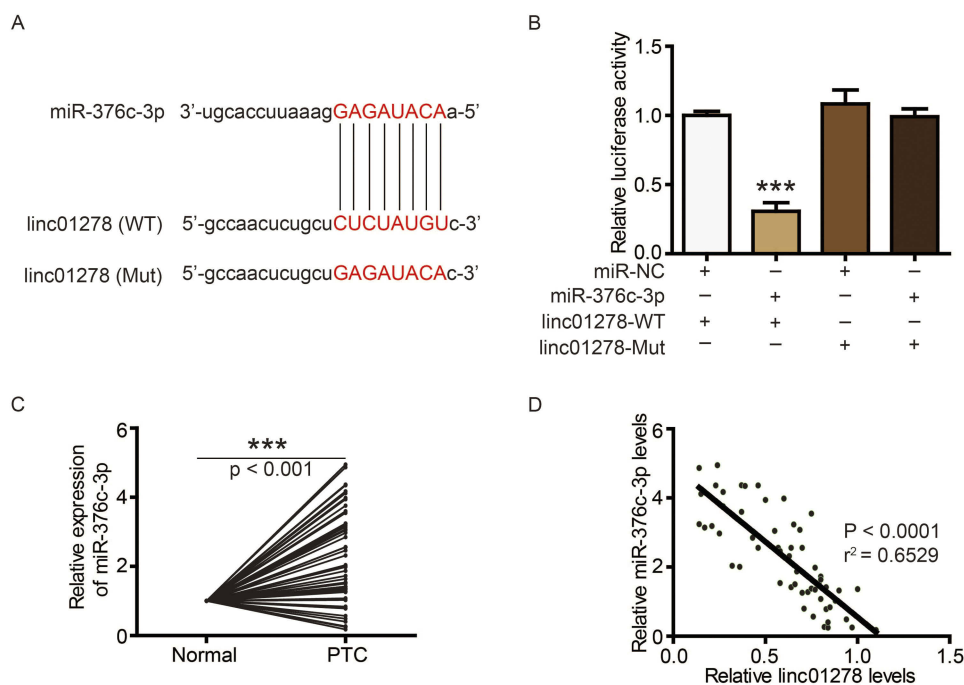 A
miR-376c-3p 3’-ugcaccuuaaagGAGAUACAa-5’
linc01278 (WT) 5’-gccaacucugcuCUCUAUGUc-3’
linc01278 (Mut) 5’-gccaacucugcuGAGAUACAc-3’
B
Relative luciferase activity
1.5
1.0
0.5
0.0
***
miR-NC + – + –
miR-376c-3p – + – +
linc01278-WT + + – –
linc01278-Mut – – + +
C
Relative expression
of miR-376c-3p
6
4
2
0
***
p < 0.001
Normal PTC
D
Relative miR-376c-3p levels
6
4
2
0
P < 0.0001
r² = 0.6529
0.0 0.5 1.0 1.5
Relative linc01278 levels